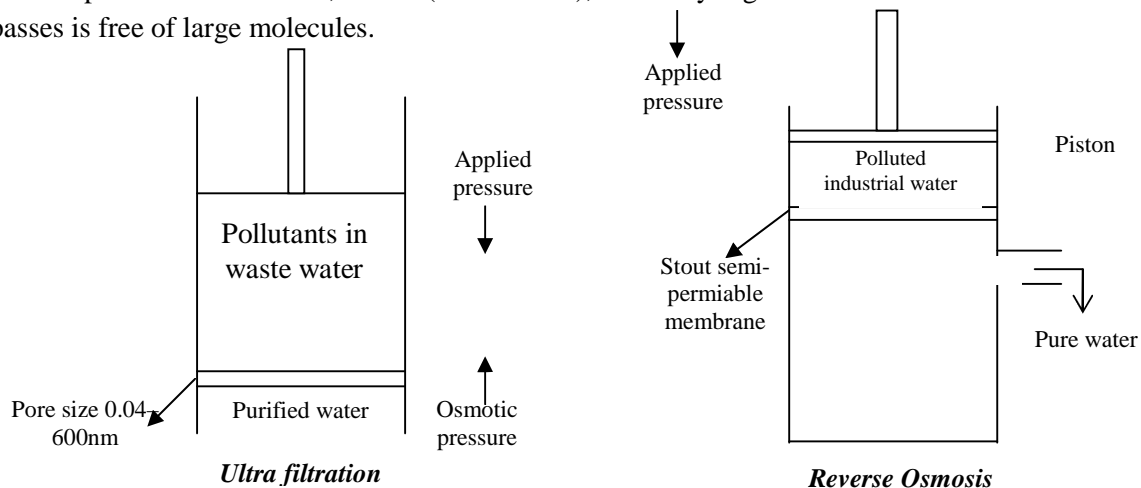 passes is free of large molecules.
Applied
pressure
Pollutants in
waste water
Pore size 0.04–
600nm
Purified water
Osmotic
pressure
Ultra filtration
Applied
pressure
Polluted
industrial water
Piston
Stout semi-
permiable
membrane
Pure water
Reverse Osmosis